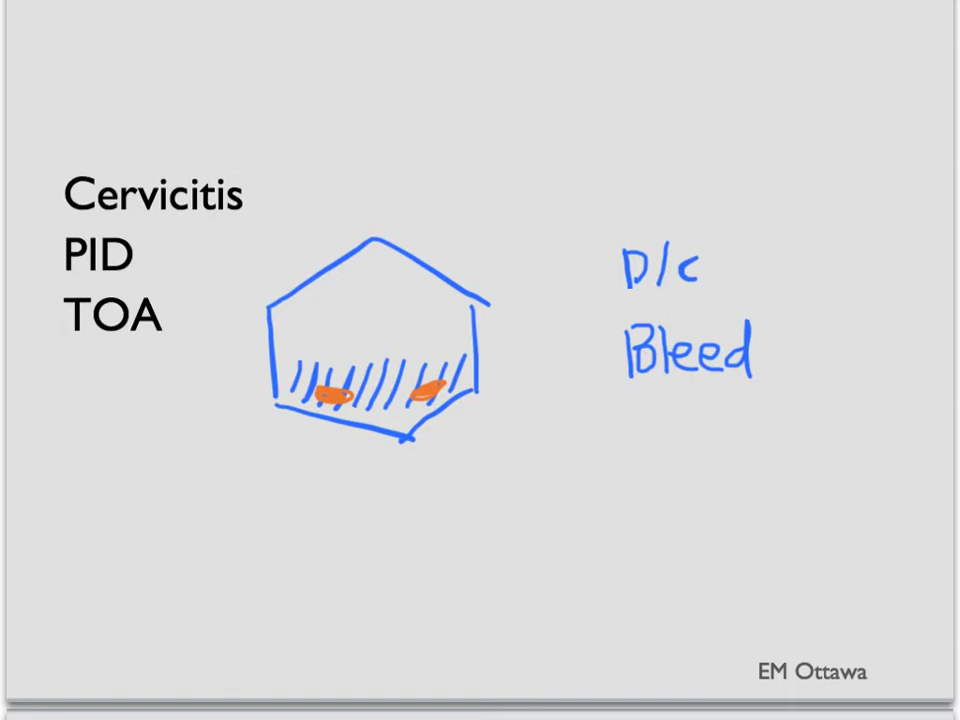 Cervicitis
PID
TOA
D/c
Bleed
EM Ottawa